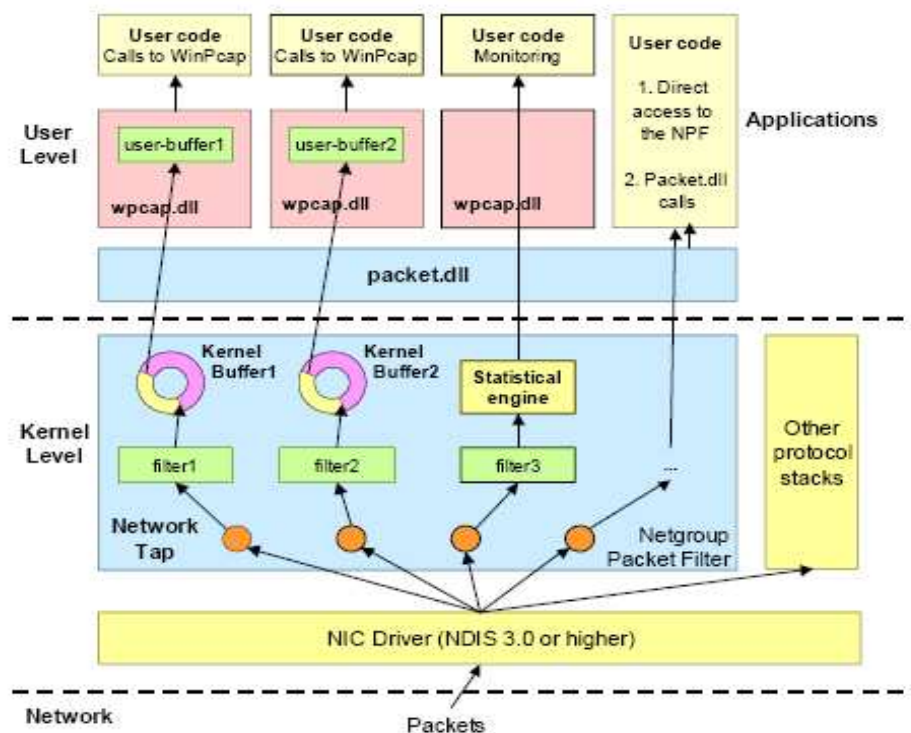 User code
Calls to WinPcap
User code
Calls to WinPcap
User code
Monitoring
User code
1. Direct
access to
the NPF
2. Packet.dll
calls
User
Level
Applications
user-buffer1
user-buffer2
wpcap.dll
wpcap.dll
wpcap.dll
packet.dll
Kernel
Buffer1
Kernel
Buffer2
Statistical
engine
Kernel
Level
Other
protocol
stacks
filter1
filter2
filter3
...
Network
Tap
Netgroup
Packet Filter
NIC Driver (NDIS 3.0 or higher)
Network
Packets